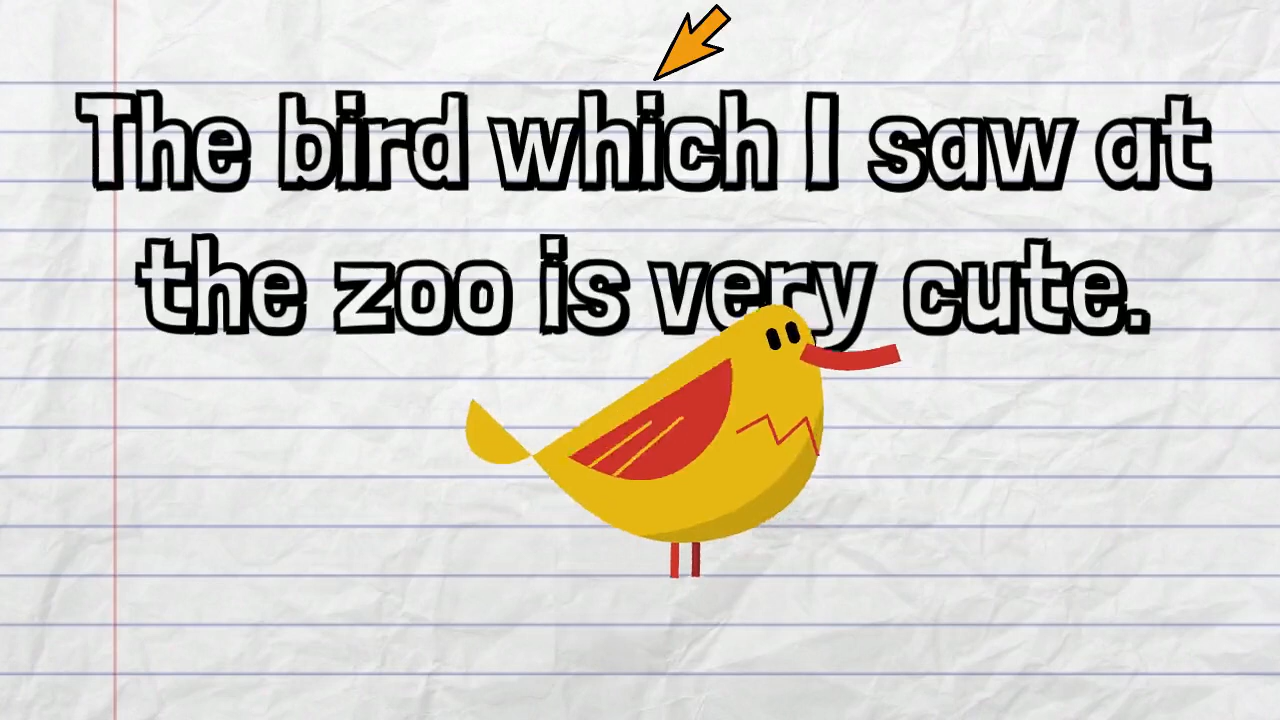 The bird which I saw at
the zoo is very cute.